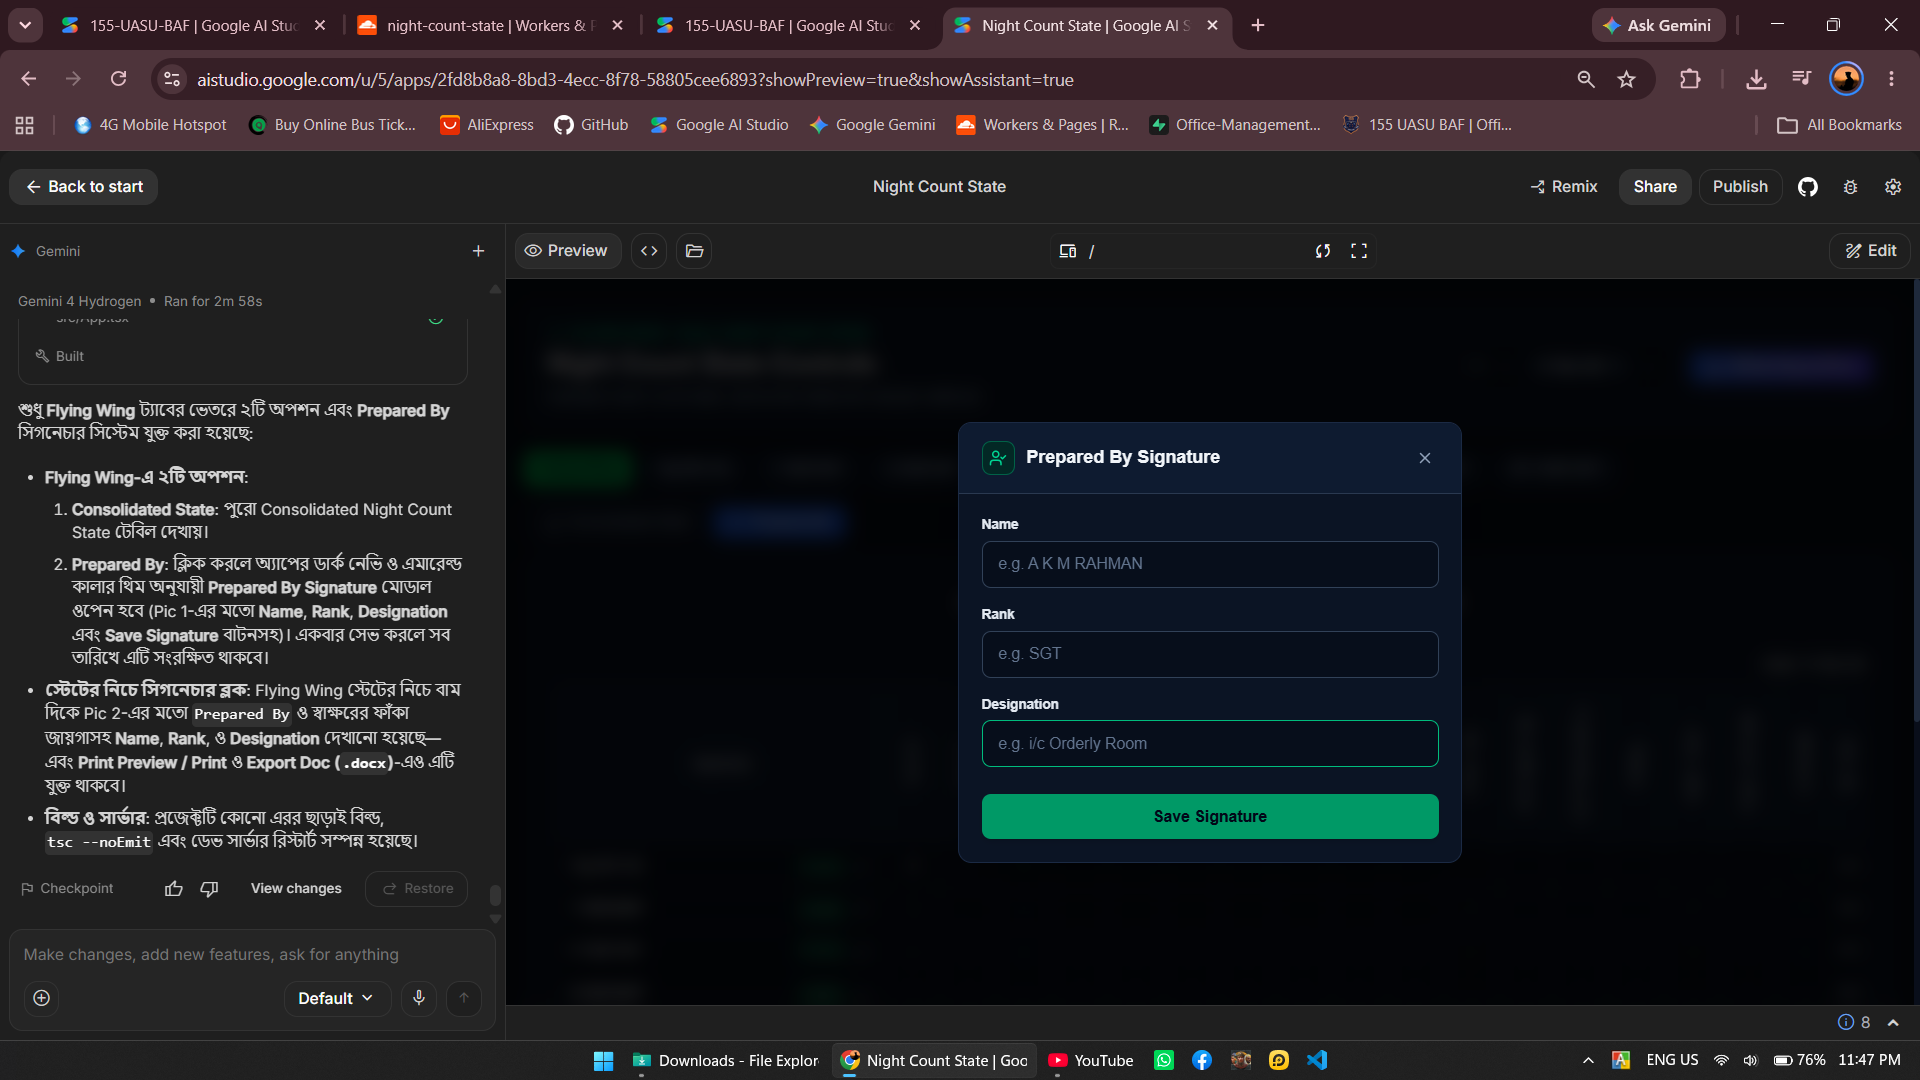 155-UASU-BAF | Google AI Stuc
night-count-state | Workers & P
155-UASU-BAF | Google AI Stuc
Night Count State | Google AI S
Ask Gemini
aistudio.google.com/u/5/apps/2fd8b8a8-8bd3-4ecc-8f78-58805cee6893?showPreview=true&showAssistant=true
4G Mobile Hotspot
Buy Online Bus Tick...
AliExpress
GitHub
Google AI Studio
Google Gemini
Workers & Pages | R...
Office-Management...
155 UASU BAF | Offi...
All Bookmarks
Back to start
Night Count State
Remix
Share
Publish
Gemini
Preview
/
Edit
Gemini 4 Hydrogen • Ran for 2m 58s
src/App.tsx
Built
শুধু Flying Wing ট্যাবের ভেতরে ২টি অপশন এবং Prepared By
সিগনেচার সিস্টেম যুক্ত করা হয়েছে:
• Flying Wing-এ ২টি অপশন:
1. Consolidated State: পুরো Consolidated Night Count
State টেবিল দেখায়।
2. Prepared By: ক্লিক করলে অ্যাপের ডার্ক নেভি ও এমারেল্ড
কালার থিম অনুযায়ী Prepared By Signature মোডাল
ওপেন হবে (Pic 1-এর মতো Name, Rank, Designation
এবং Save Signature বাটনসহ)। একবার সেভ করলে সব
তারিখে এটি সংরক্ষিত থাকবে।
• স্টেটের নিচে সিগনেচার ব্লক: Flying Wing স্টেটের নিচে বাম
দিকে Pic 2-এর মতো Prepared By ও স্বাক্ষরের ফাঁকা
জায়গাসহ Name, Rank, ও Designation দেখানো হয়েছে—
এবং Print Preview / Print ও Export Doc (.docx)-এও এটি
যুক্ত থাকবে।
• বিল্ড ও সার্ভার: প্রজেক্টটি কোনো এরর ছাড়াই বিল্ড,
tsc --noEmit এবং ডেভ সার্ভার রিস্টার্ট সম্পন্ন হয়েছে।
Checkpoint
View changes
Restore
Make changes, add new features, ask for anything
Default
Prepared By Signature
Name
e.g. A K M RAHMAN
Rank
e.g. SGT
Designation
e.g. i/c Orderly Room
Save Signature
8
Downloads - File Explor
Night Count State | Goo
YouTube
ENG US
76%
11:47 PM